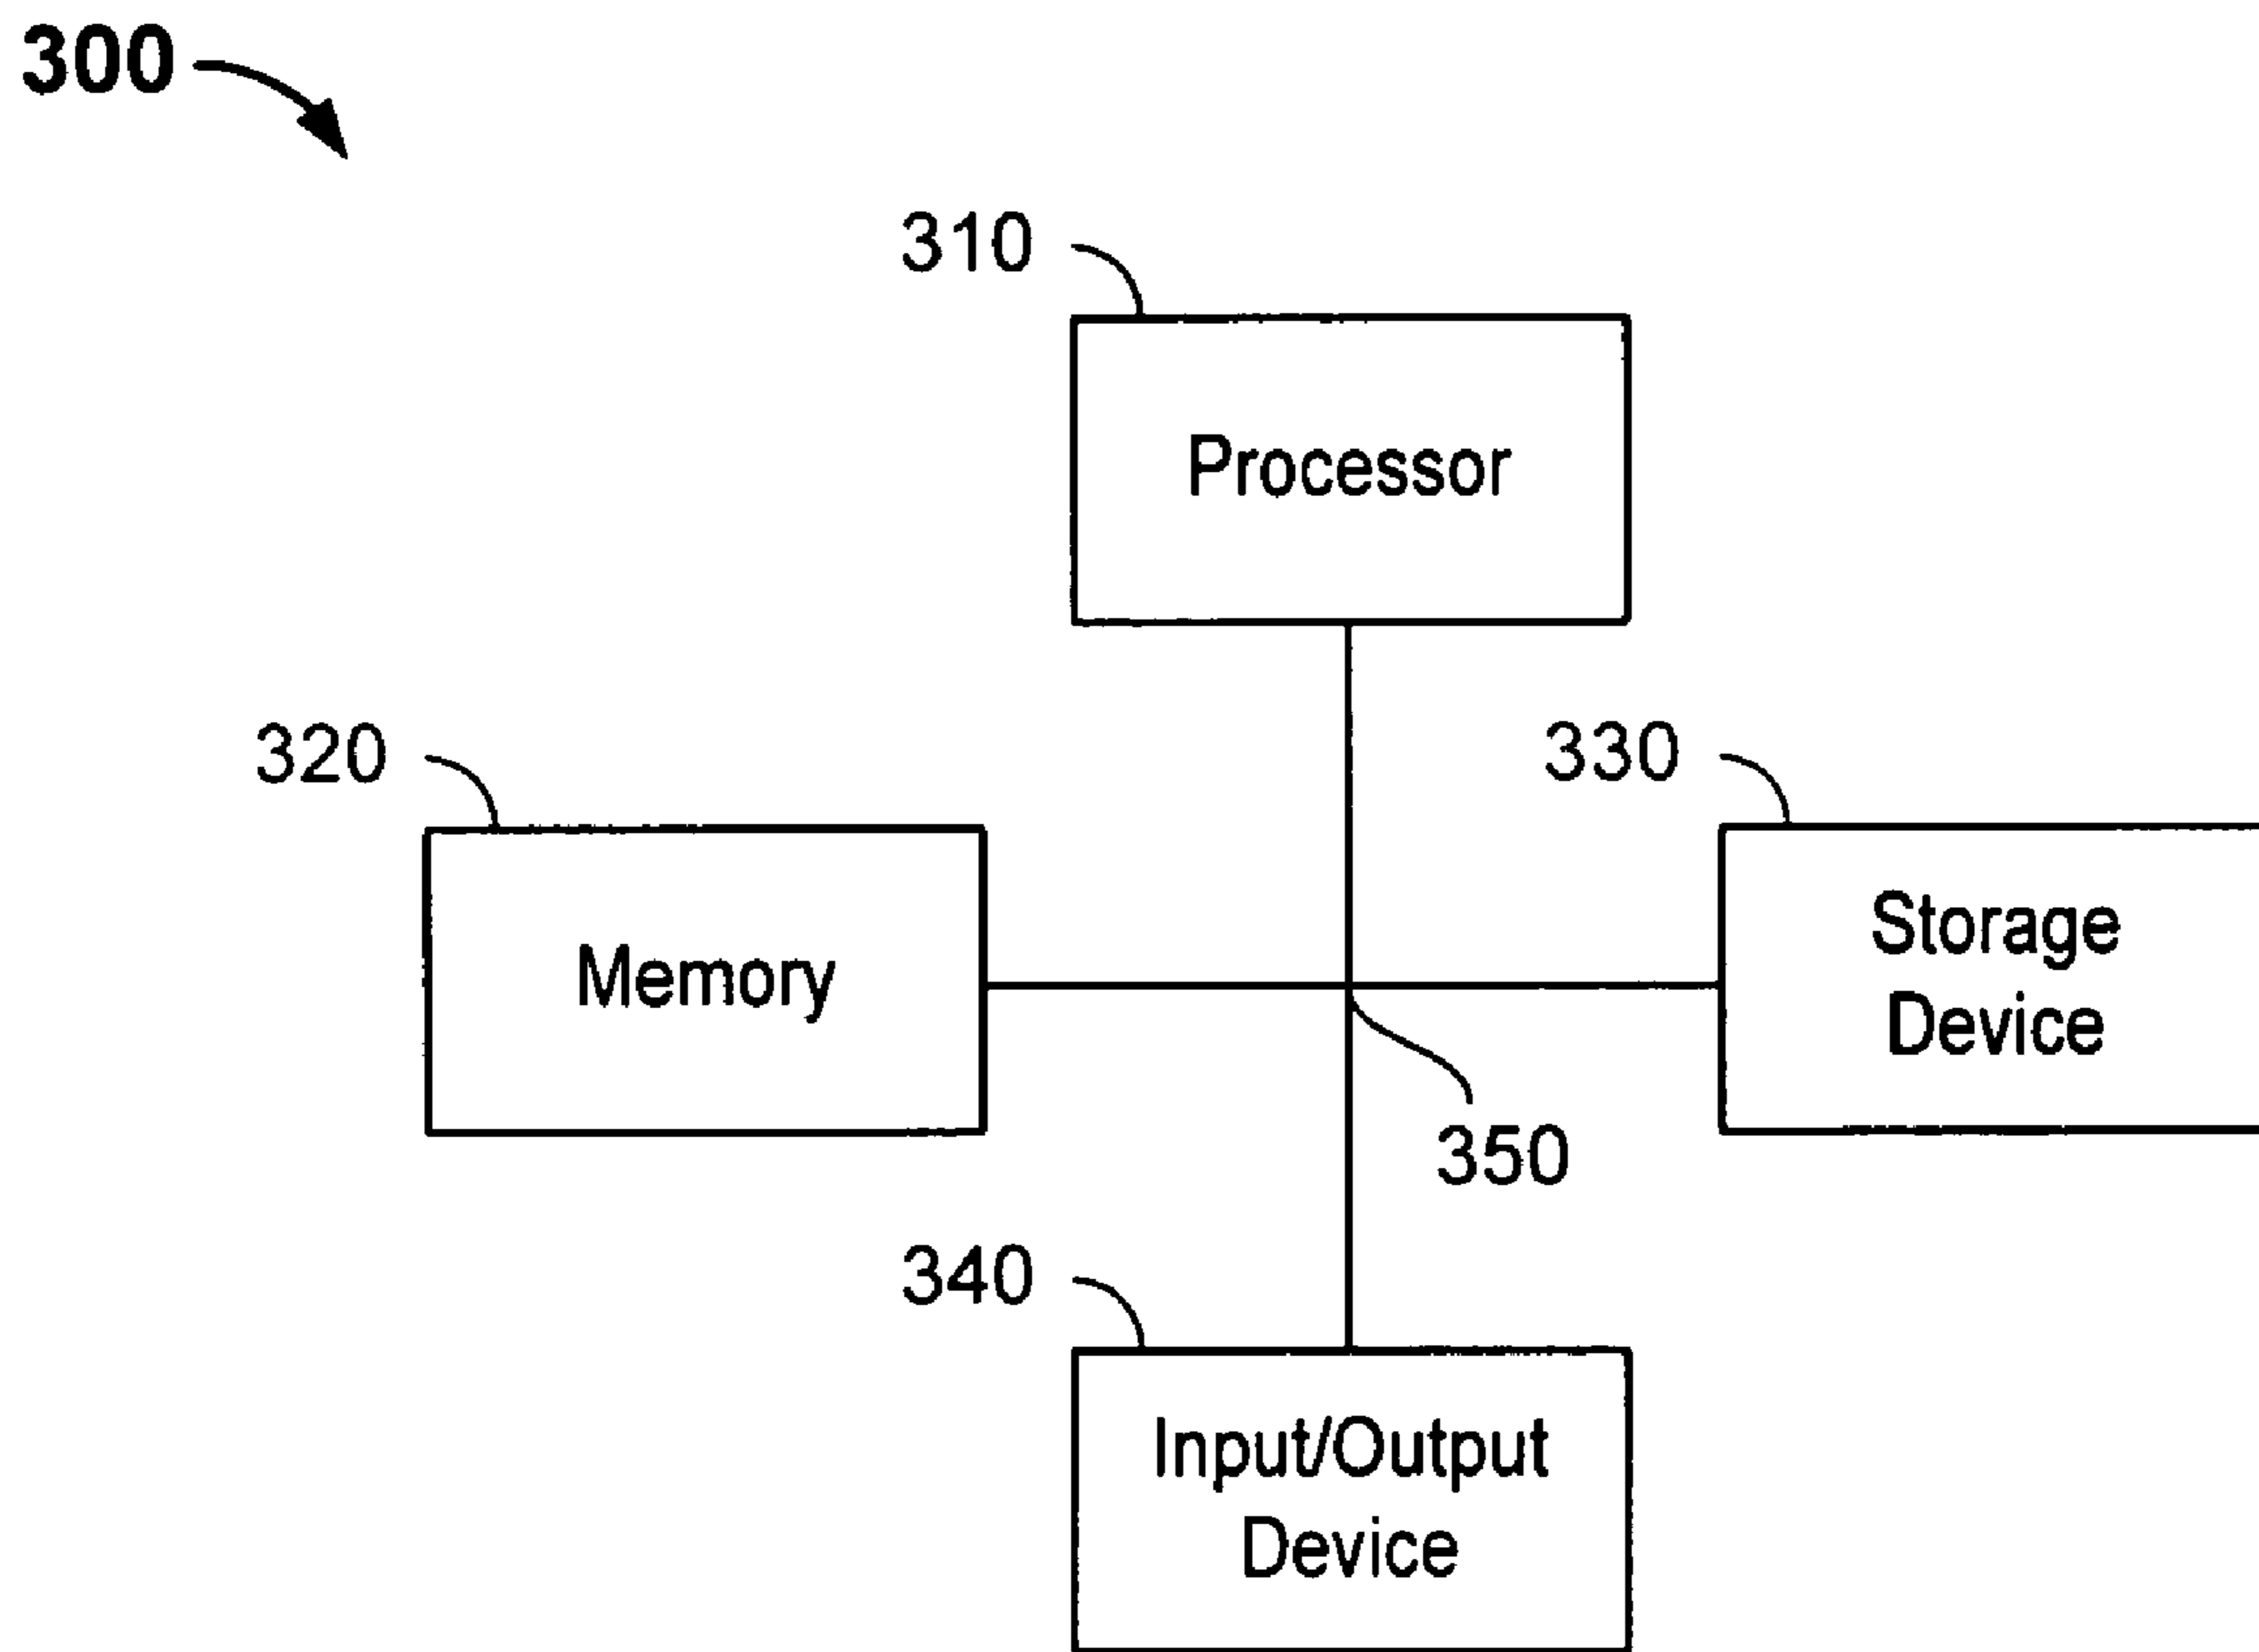 300
310
Processor
320
330
Memory
Storage
Device
350
340
Input/Output
Device